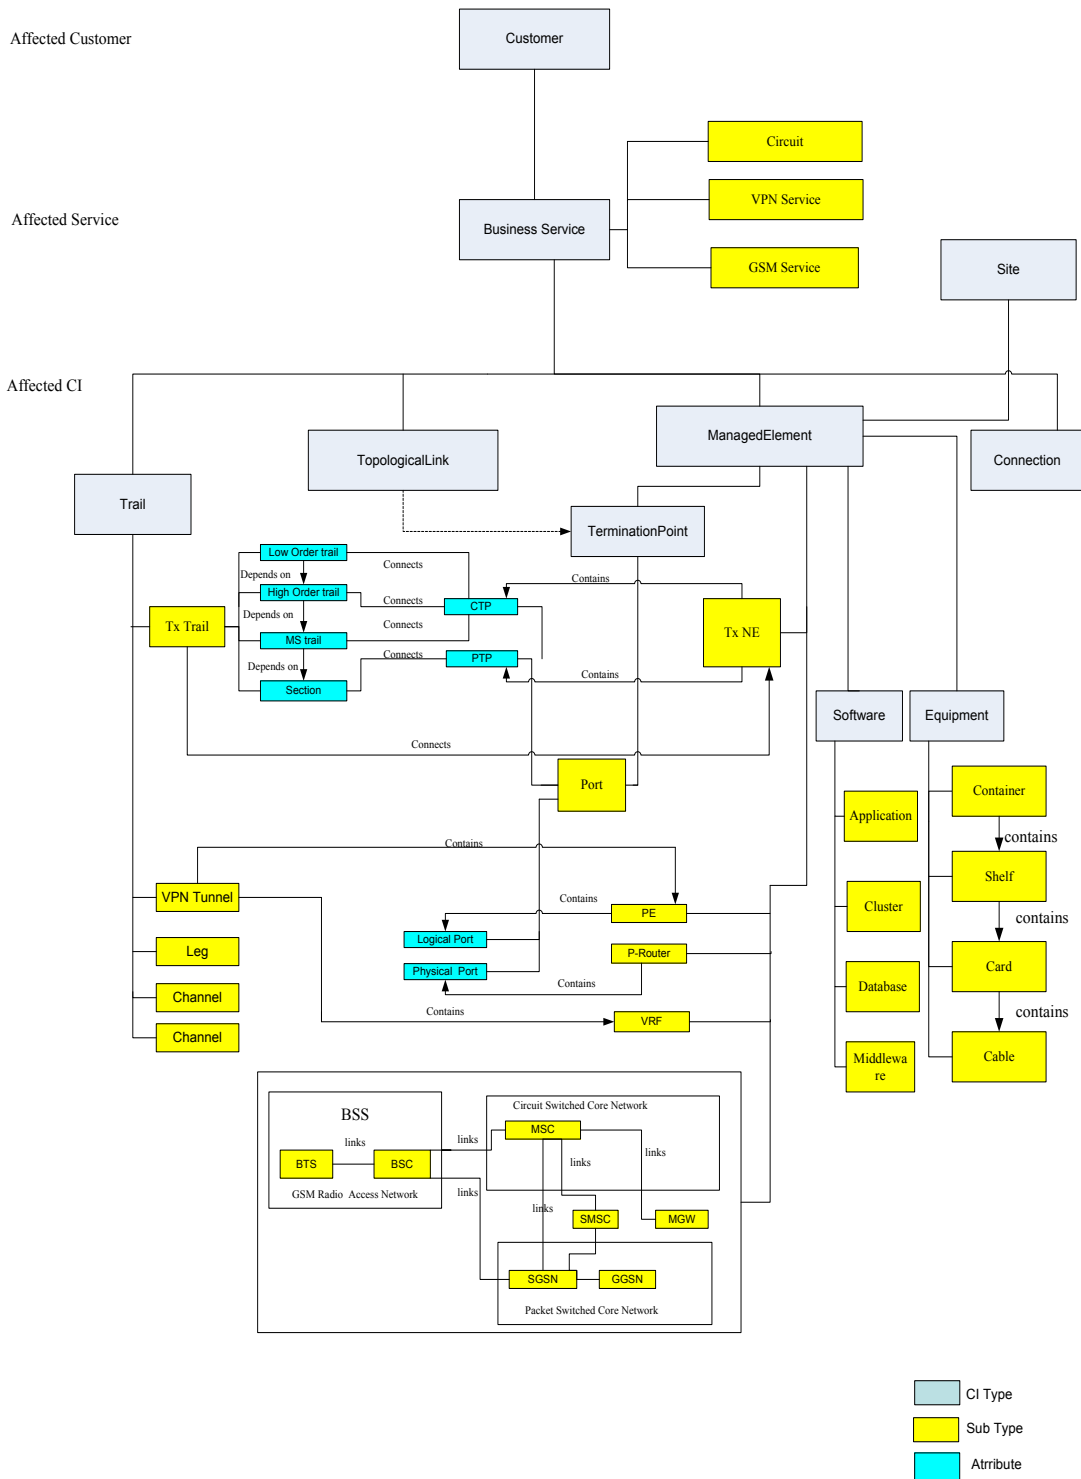 Affected Customer
Customer
Circuit
VPN Service
Affected Service
Business Service
GSM Service
Site
Affected CI
ManagedElement
TopologicalLink
Connection
Trail
TerminationPoint
Low Order trail
Connects
Depends on
Contains
High Order trail
Connects
CTP
Depends on
Connects
Tx Trail
MS trail
Tx NE
Connects
PTP
Depends on
Contains
Section
Software
Equipment
Connects
Port
Container
Application
contains
Contains
Shelf
VPN Tunnel
Contains
PE
Cluster
contains
Logical Port
Leg
P-Router
Card
Physical Port
Contains
Channel
Database
Contains
VRF
contains
Channel
Cable
Middlewa
re
Circuit Switched Core Network
BSS
MSC
links
links
links
links
BTS
BSC
GSM Radio Access Network
links
links
SMSC
MGW
SGSN
GGSN
Packet Switched Core Network
CI Type
Sub Type
Atrribute